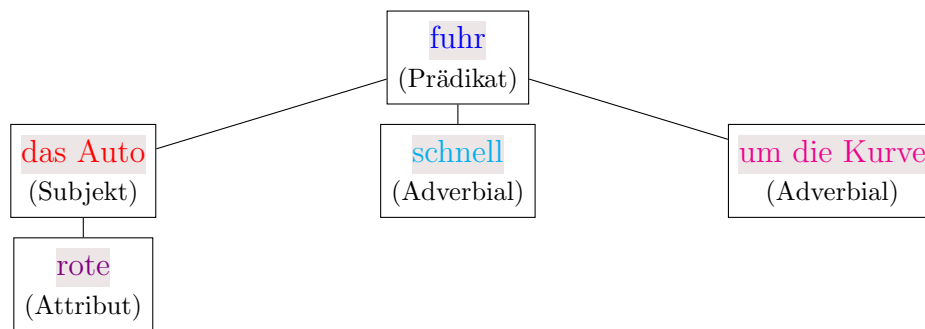 fuhr
(Prädikat)
das Auto
(Subjekt)
schnell
(Adverbial)
um die Kurve
(Adverbial)
rote
(Attribut)